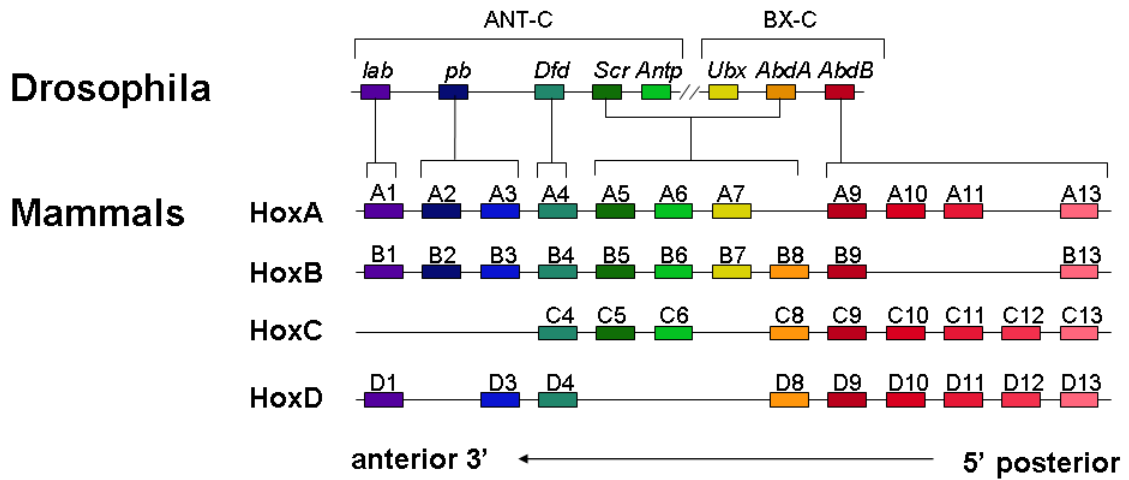 ANT-C BX-C
lab pb Dfd Scr Antp Ubx AbdA AbdB
Drosophila
Mammals
A1 A2 A3 A4 A5 A6 A7 A9 A10 A11 A13
HoxA
B1 B2 B3 B4 B5 B6 B7 B8 B9 B13
HoxB
C4 C5 C6 C8 C9 C10 C11 C12 C13
HoxC
D1 D3 D4 D8 D9 D10 D11 D12 D13
HoxD
anterior 3’ 5’ posterior